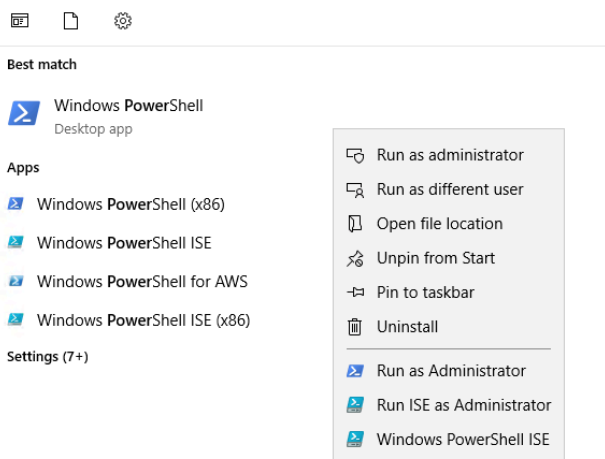 Best match
Windows PowerShell
Desktop app
Apps
Windows PowerShell (x86)
Windows PowerShell ISE
Windows PowerShell for AWS
Windows PowerShell ISE (x86)
Settings (7+)
Run as administrator
Run as different user
Open file location
Unpin from Start
Pin to taskbar
Uninstall
Run as Administrator
Run ISE as Administrator
Windows PowerShell ISE